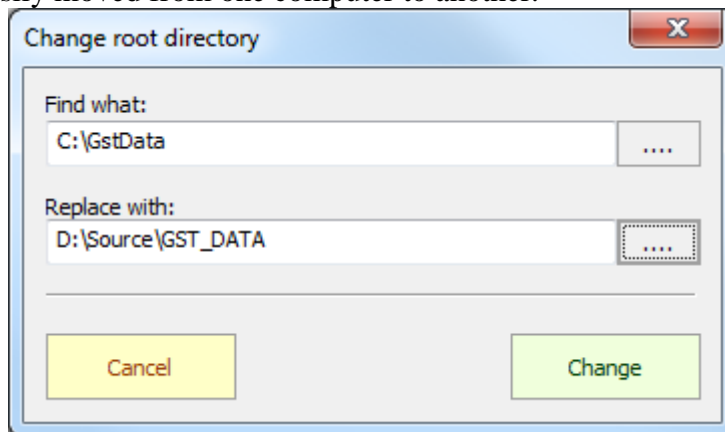 moved from one computer to another.
Change root directory
Find what:
C:\GstData
....
Replace with:
D:\Source\GST_DATA
....
Cancel
Change